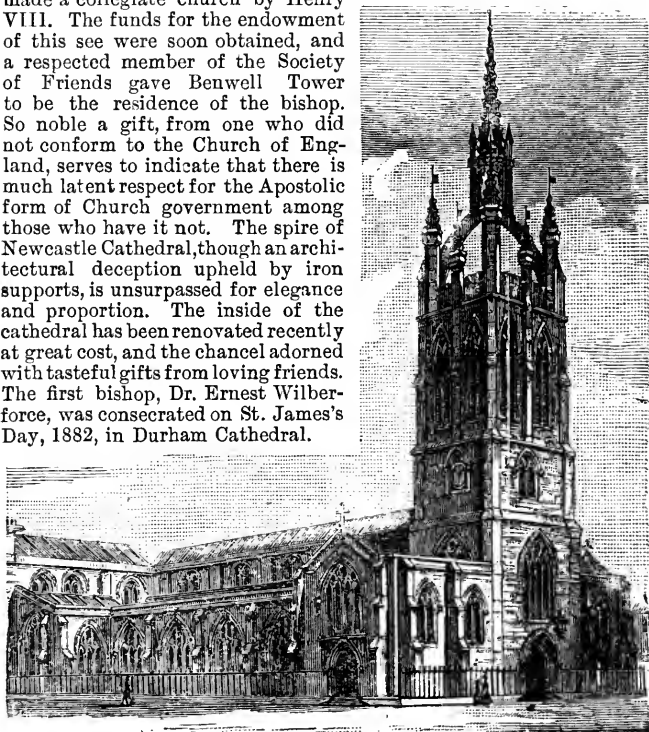 made a collegiate church by Henry
VIII. The funds for the endowment
of this see were soon obtained, and
a respected member of the Society
of Friends gave Benwell Tower
to be the residence of the bishop.
So noble a gift, from one who did
not conform to the Church of Eng-
land, serves to indicate that there is
much latent respect for the Apostolic
form of Church government among
those who have it not. The spire of
Newcastle Cathedral, though an archi-
tectural deception upheld by iron
supports, is unsurpassed for elegance
and proportion. The inside of the
cathedral has been renovated recently
at great cost, and the chancel adorned
with tasteful gifts from loving friends.
The first bishop, Dr. Ernest Wilber-
force, was consecrated on St. James's
Day, 1882, in Durham Cathedral.